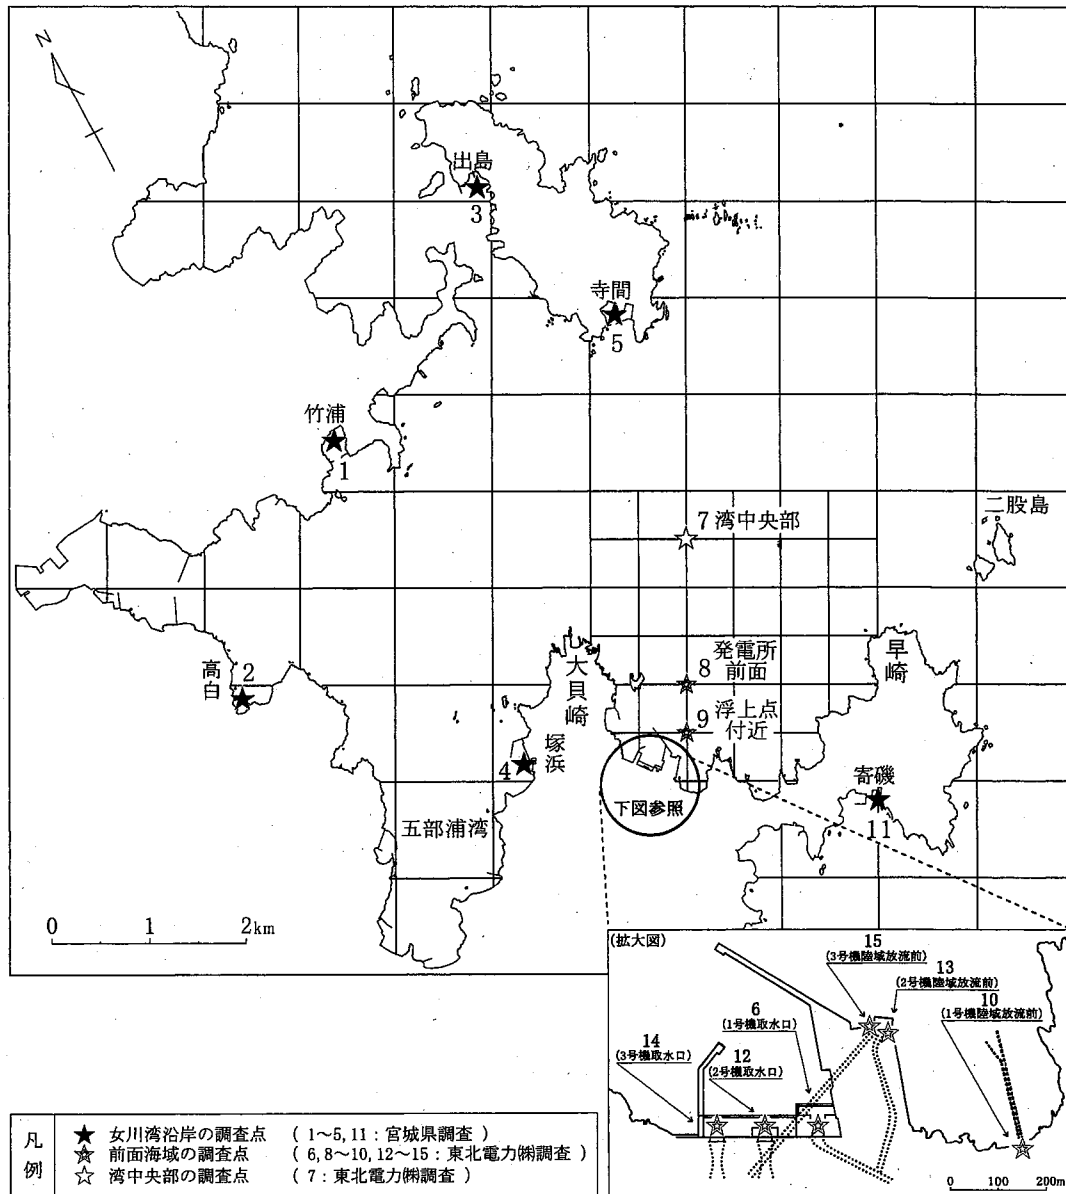 N
出島
3
寺間
5
竹浦
1
二股島
7 湾中央部
高白
2
大貝崎
8
発電所
前面
早崎
9
浮上点
付近
4
塚浜
寄磯
11
下図参照
五部浦湾
0 1 2km
(拡大図)
15
(3号機陸域放流前)
13
(2号機陸域放流前)
10
(1号機陸域放流前)
6
(1号機取水口)
14
(3号機取水口)
12
(2号機取水口)
0 100 200m
凡例
★ 女川湾沿岸の調査点 ( 1~5, 11 : 宮城県調査 )
前面海域の調査点 ( 6, 8~10, 12~15 : 東北電力㈱調査 )
☆ 湾中央部の調査点 ( 7 : 東北電力㈱調査 )